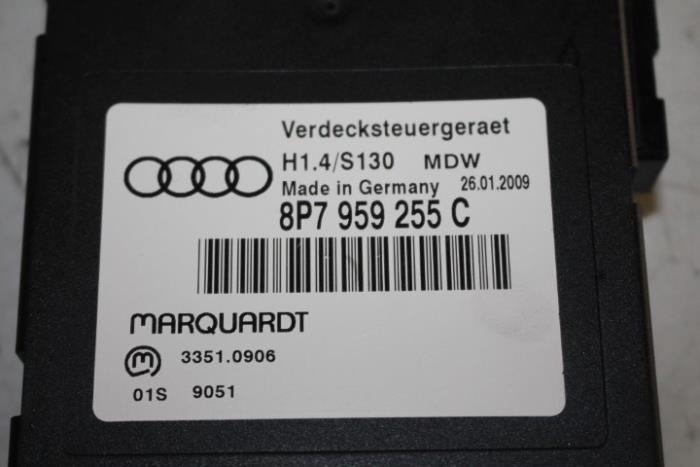 Verdecksteuergeraet
H1.4/S130 MDW
Made in Germany 26.01.2009
8P7 959 255 C
MARQUARDT
m 3351.0906
01S 9051